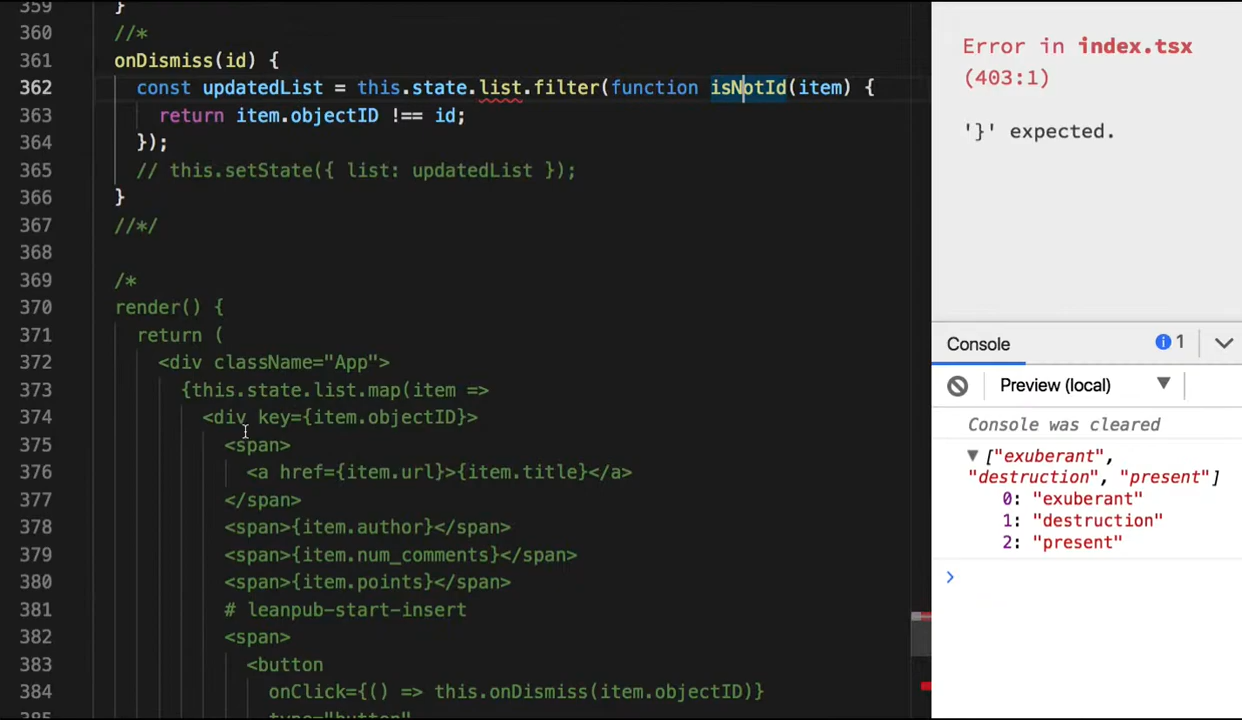 359 }
360 //*
361 onDismiss(id) {
362 const updatedList = this.state.list.filter(function isNotId(item) {
363 return item.objectID !== id;
364 });
365 // this.setState({ list: updatedList });
366 }
367 //*/
368
369 /*
370 render() {
371 return (
372 <div className="App">
373 {this.state.list.map(item =>
374 <div key={item.objectID}>
375 <span>
376 <a href={item.url}>{item.title}</a>
377 </span>
378 <span>{item.author}</span>
379 <span>{item.num_comments}</span>
380 <span>{item.points}</span>
381 # leanpub-start-insert
382 <span>
383 <button
384 onClick={() => this.onDismiss(item.objectID)}
385 type="button"
Error in index.tsx
(403:1)
'}' expected.
Console
1
Preview (local)
Console was cleared
["exuberant",
"destruction", "present"]
0: "exuberant"
1: "destruction"
2: "present"